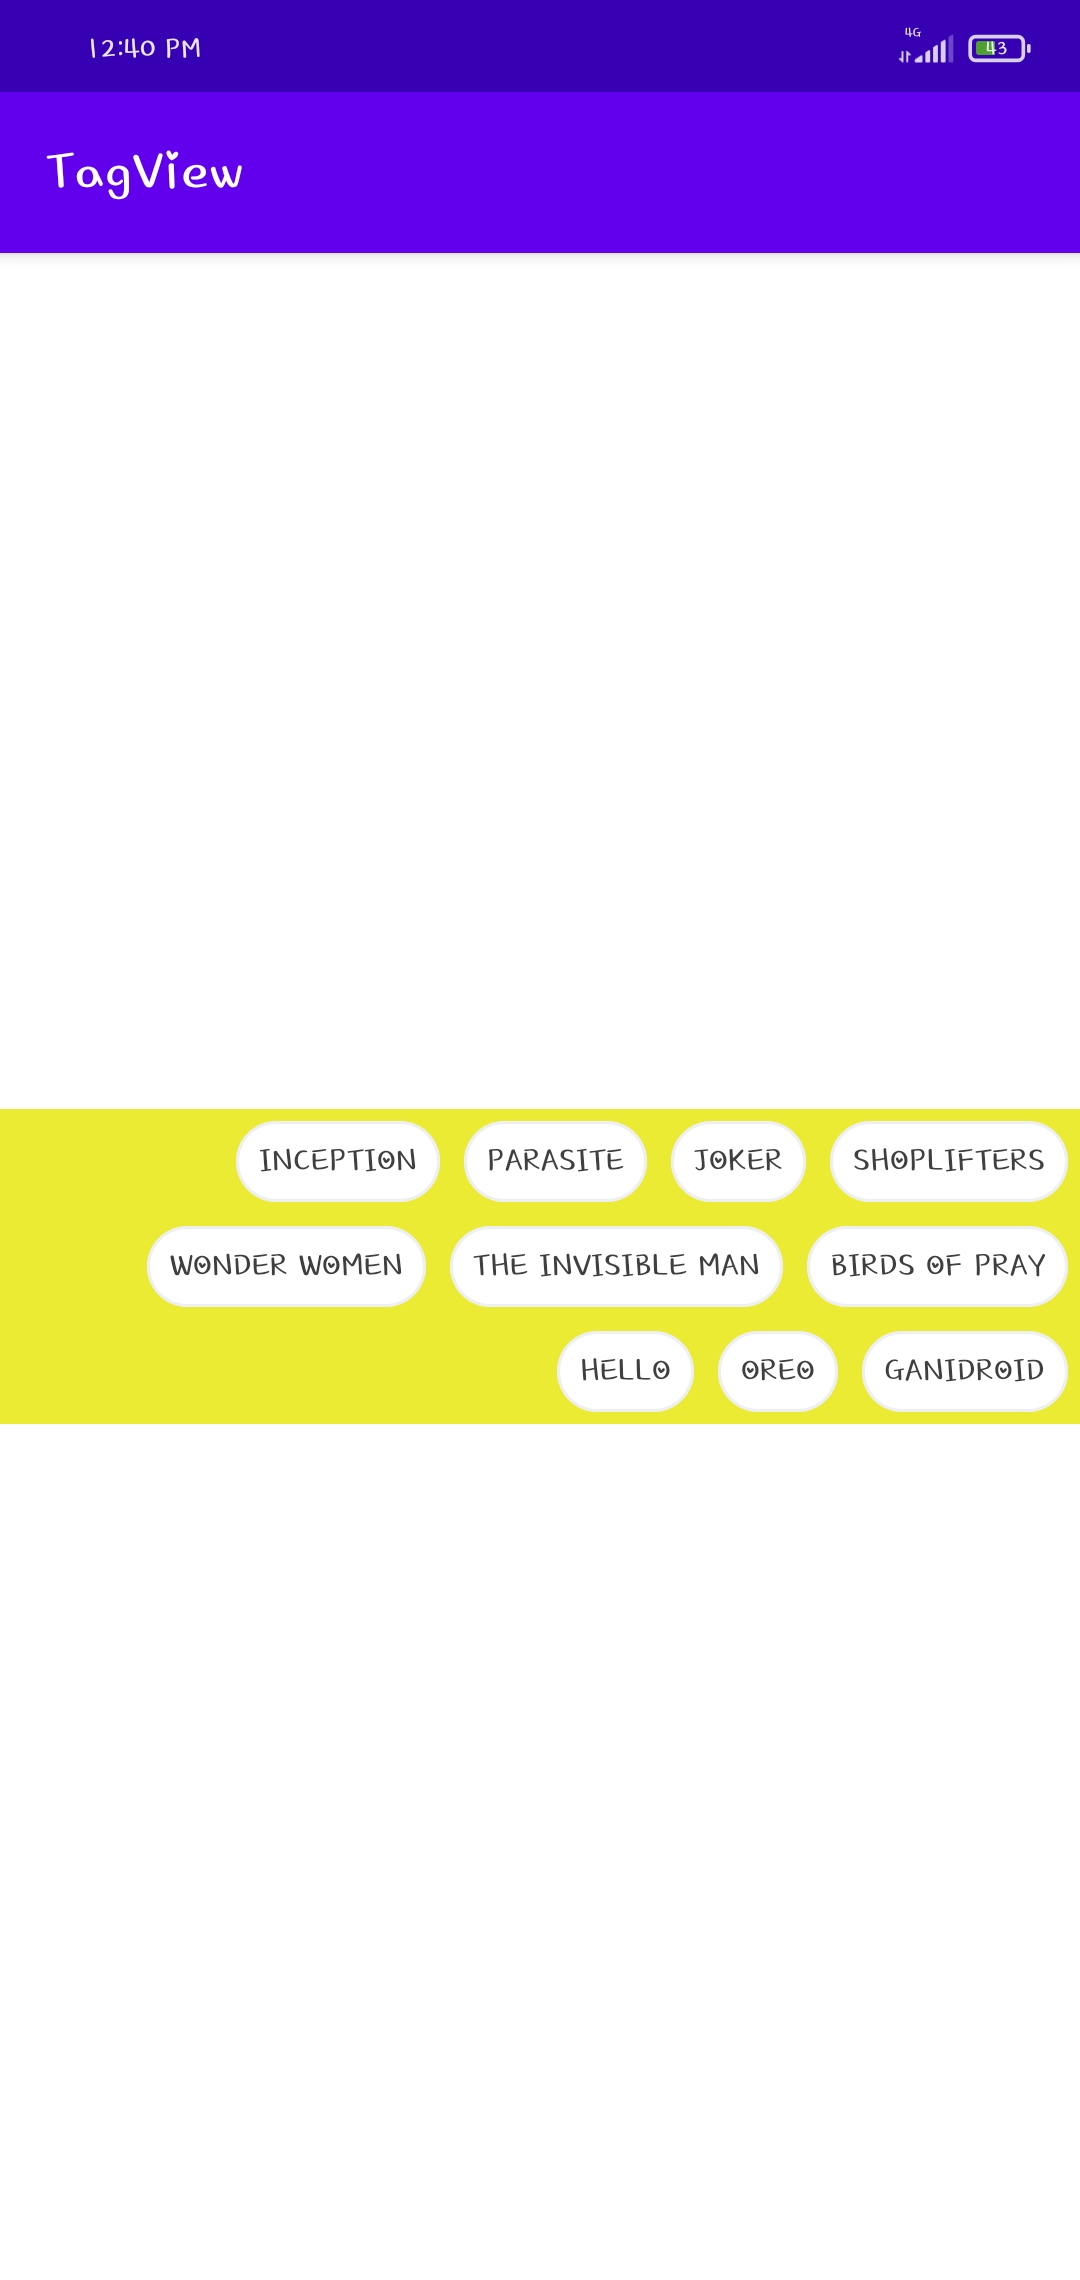 12:40 PM 4G 43
TagView
INCEPTION PARASITE JOKER SHOPLIFTERS
WONDER WOMEN THE INVISIBLE MAN BIRDS OF PRAY
HELLO OREO GANIDROID